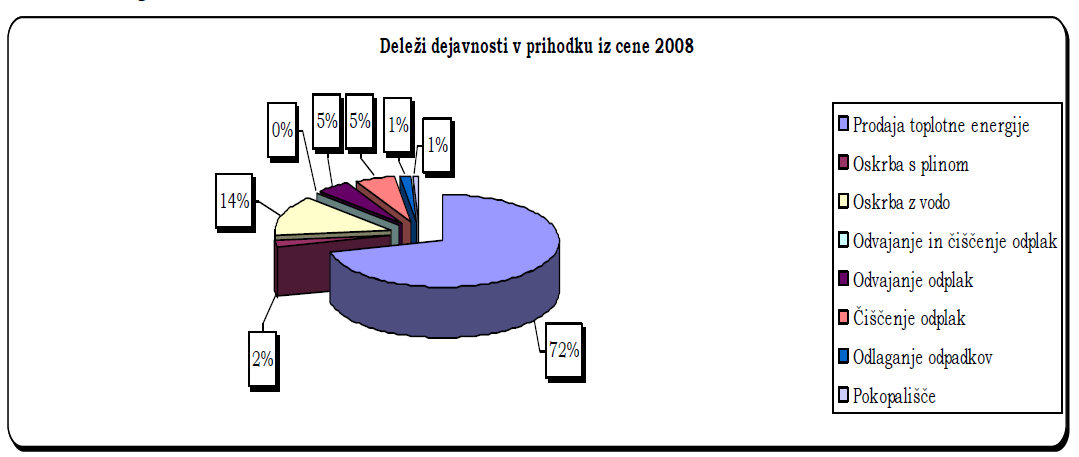 Deleži dejavnosti v prihodku iz cene 2008
0%
5%
5%
1%
1%
14%
2%
72%
Prodaja toplotne energije
Oskrba s plinom
Oskrba z vodo
Odvajanje in čiščenje odplak
Odvajanje odplak
Čiščenje odplak
Odlaganje odpadkov
Pokopališče